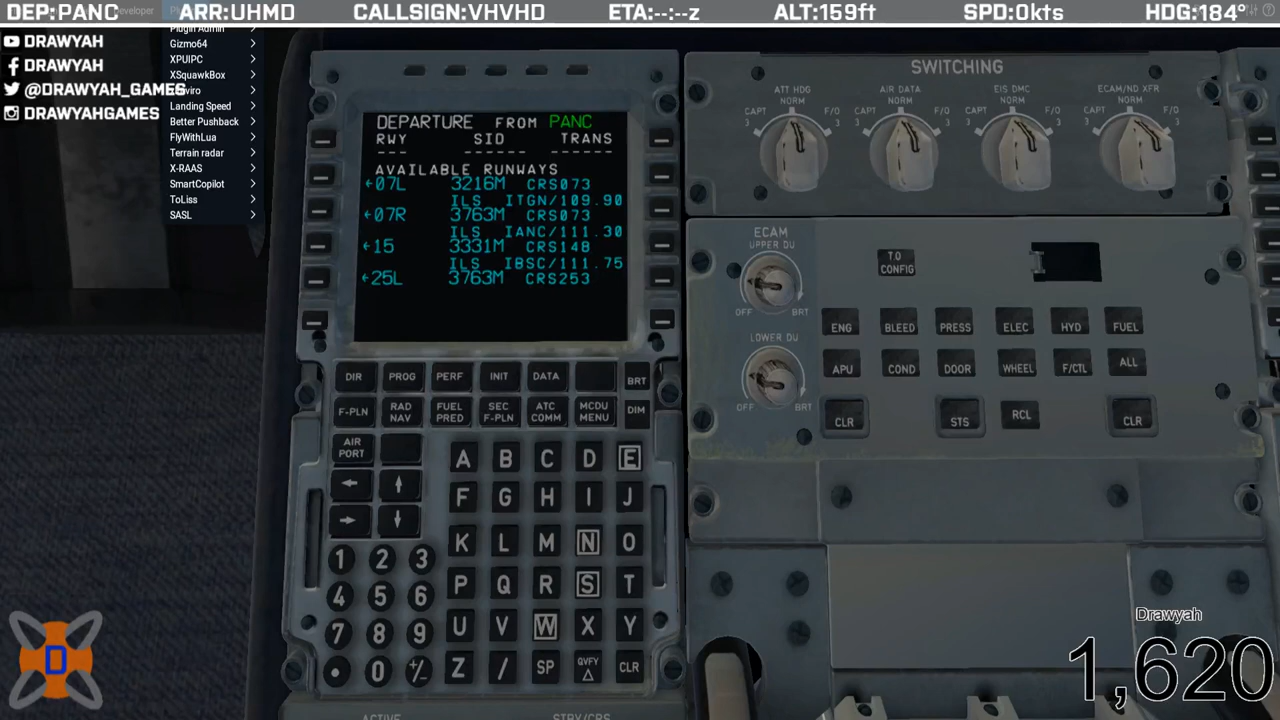 DEP:PANC ARR:UHMD CALLSIGN:VHVHD ETA:--:--z ALT:159ft SPD:0kts HDG:184°
DRAWYAH
DRAWYAH
@DRAWYAH_GAMES
DRAWYAHGAMES
Plugin Admin
Gizmo64
XPUIPC
XSquawkBox
Landing Speed
Better Pushback
FlyWithLua
Terrain radar
X-RAAS
SmartCopilot
ToLiss
SASL
DEPARTURE FROM PANC
RWY SID TRANS
--- ------ ------
AVAILABLE RUNWAYS
←07L 3216M CRS073
ILS ITGN/109.90
←07R 3763M CRS073
ILS IANC/111.30
←15 3331M CRS148
ILS IBSC/111.75
←25L 3763M CRS253
DIR PROG PERF INIT DATA BRT
F-PLN RAD NAV FUEL PRED SEC F-PLN ATC COMM MCDU MENU DIM
AIR PORT
← ↑
→ ↓
A B C D E
F G H I J
K L M N O
P Q R S T
U V W X Y
Z / SP OVFY △ CLR
1 2 3
4 5 6
7 8 9
• 0 +/-
SWITCHING
ATT HDG AIR DATA EIS DMC ECAM/ND XFR
CAPT 3 NORM F/O 3 CAPT 3 NORM F/O 3 CAPT 3 NORM F/O 3 CAPT 3 NORM F/O 3
ECAM
UPPER DU
OFF BRT
T.O CONFIG
LOWER DU
OFF BRT
ENG BLEED PRESS ELEC HYD FUEL
APU COND DOOR WHEEL F/CTL ALL
CLR STS RCL CLR
ACTIVE STBY/CRS
D
Drawyah
1,620